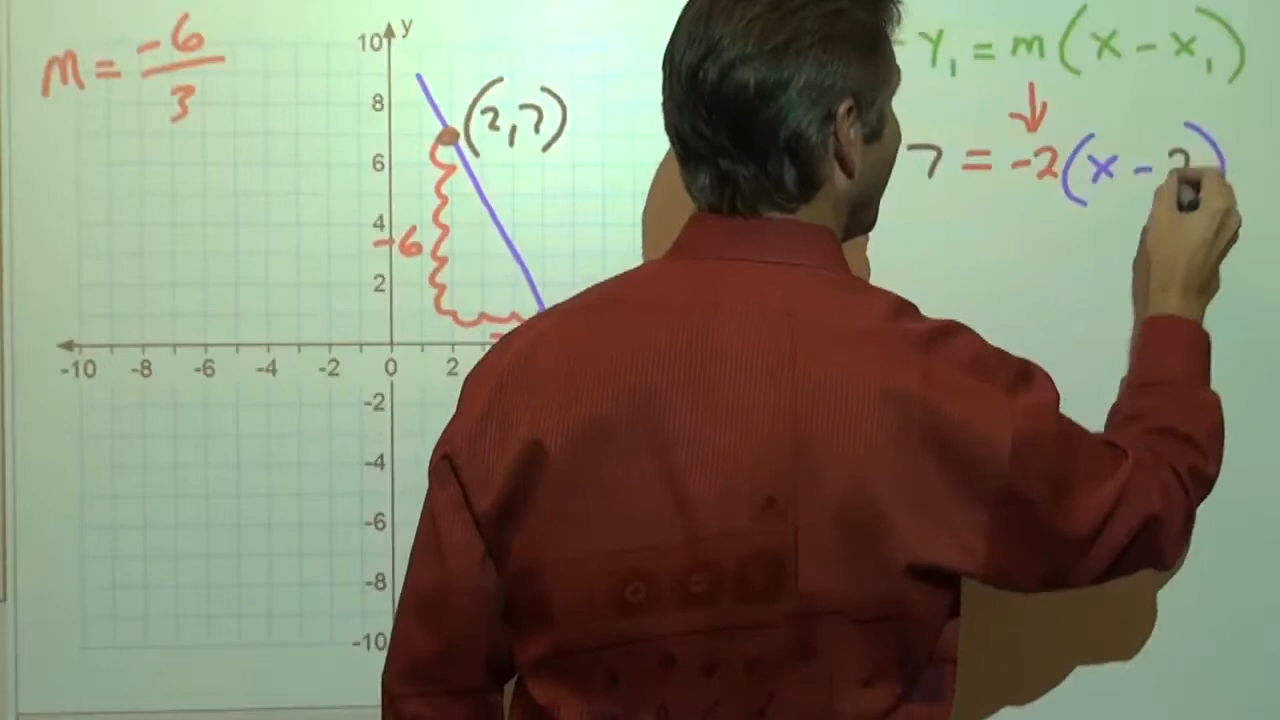 m = -6/3
y
10
8
6
4
2
(2,7)
-6
-10 -8 -6 -4 -2 0 2
-2
-4
-6
-8
-10
- y₁ = m(x - x₁)
7 = -2(x - 2)